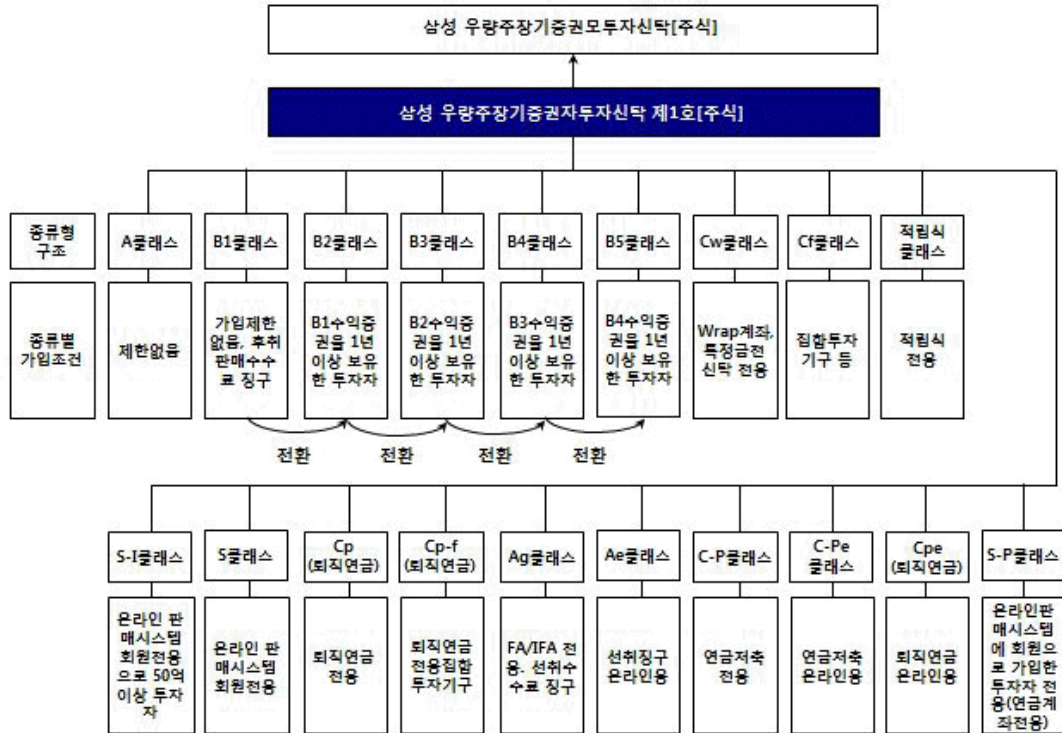 삼성 우량주장기증권모투자신탁[주식]
삼성 우량주장기증권자투자신탁 제1호[주식]
종류형
구조
A클래스
B1클래스
B2클래스
B3클래스
B4클래스
B5클래스
Cw클래스
Cf클래스
적립식
클래스
종류별
가입조건
제한없음
가입제한
없음, 후취
판매수수
료 징구
B1수익증
권을 1년
이상 보유
한 투자자
B2수익증
권을 1년
이상 보유
한 투자자
B3수익증
권을 1년
이상 보유
한 투자자
B4수익증
권을 1년
이상 보유
한 투자자
Wrap계좌,
특정금전
신탁 전용
집합투자
기구 등
적립식
전용
전환
전환
전환
전환
S-I클래스
S클래스
Cp
(퇴직연금)
Cp-f
(퇴직연금)
Ag클래스
Ae클래스
C-P클래스
C-Pe
클래스
Cpe
(퇴직연금)
S-P클래스
온라인 판
매시스템
회원전용
으로 50억
이상 투자
자
온라인 판
매시스템
회원전용
퇴직연금
전용
퇴직연금
전용집합
투자기구
FA/IFA 전
용. 선취수
수료 징구
선취징구
온라인용
연금저축
전용
연금저축
온라인용
퇴직연금
온라인용
온라인판
매시스템
에 회원으
로 가입한
투자자 전
용(연금계
좌전용)